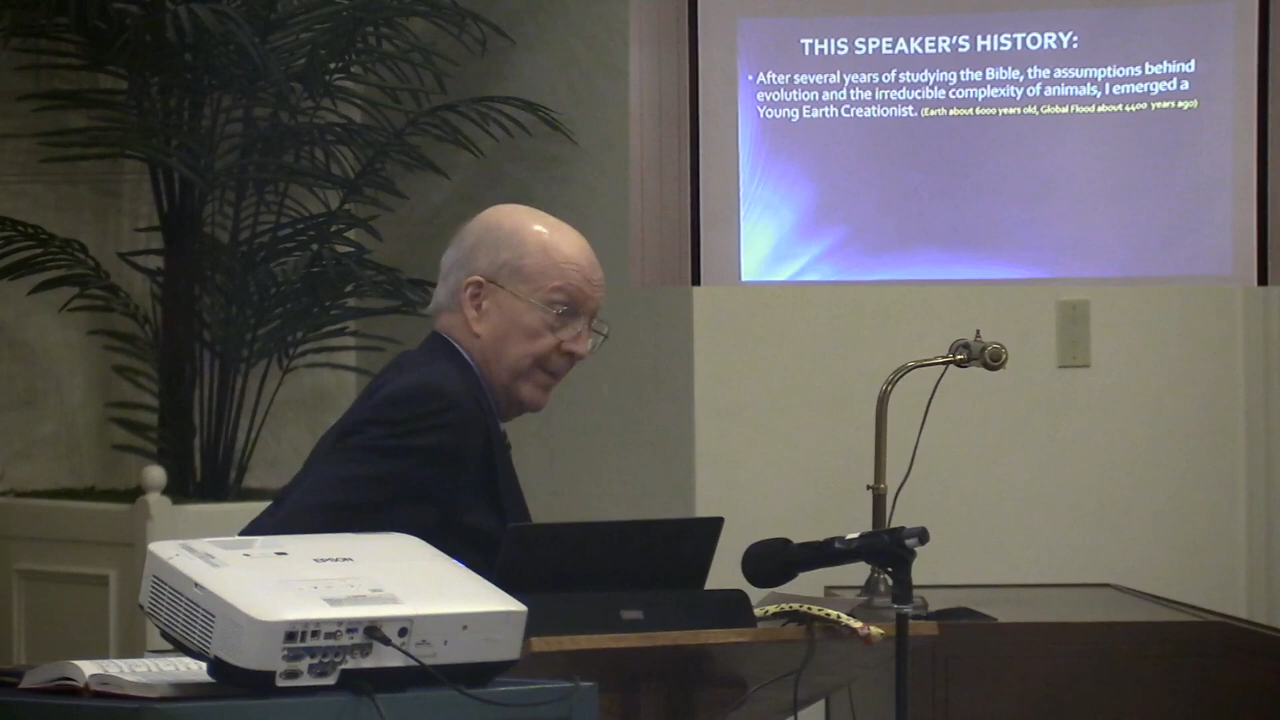 THIS SPEAKER'S HISTORY:
• After several years of studying the Bible, the assumptions behind
evolution and the irreducible complexity of animals, I emerged a
Young Earth Creationist. (Earth about 6000 years old, Global Flood about 4400 years ago)
EPSON